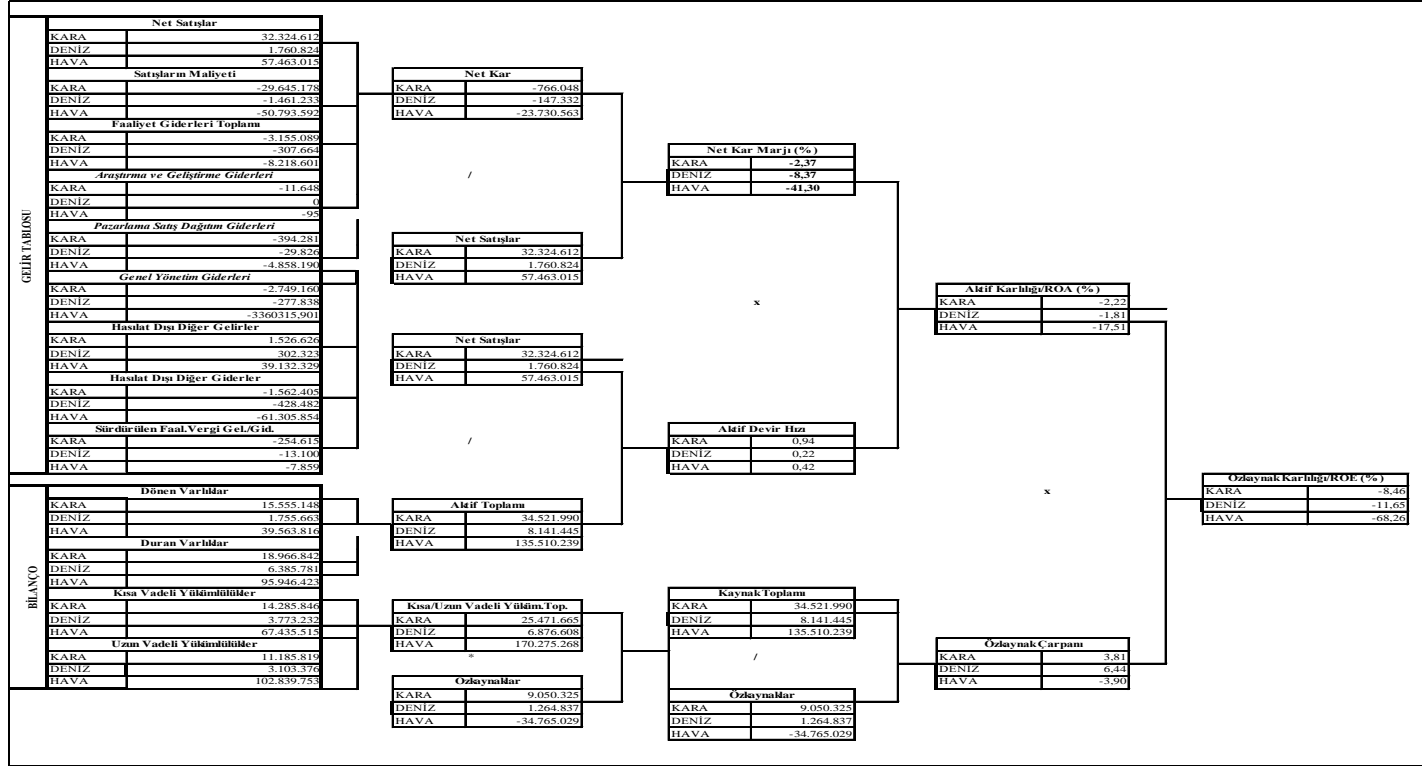 GELİR TABLOSU
Net Satışlar
KARA 32.324.612
DENİZ 1.760.824
HAVA 57.463.015
Satışların Maliyeti
KARA -29.645.178
DENİZ -1.461.233
HAVA -50.793.592
Faaliyet Giderleri Toplamı
KARA -3.155.089
DENİZ -307.664
HAVA -8.218.601
Araştırma ve Geliştirme Giderleri
KARA -11.648
DENİZ 0
HAVA -95
Pazarlama Satış Dağıtım Giderleri
KARA -394.281
DENİZ -29.826
HAVA -4.858.190
Genel Yönetim Giderleri
KARA -2.749.160
DENİZ -277.838
HAVA -3360315,901
Hasılat Dışı Diğer Gelirler
KARA 1.526.626
DENİZ 302.323
HAVA 39.132.329
Hasılat Dışı Diğer Giderler
KARA -1.562.405
DENİZ -428.482
HAVA -61.305.854
Sürdürülen Faal.Vergi Gel./Gid.
KARA -254.615
DENİZ -13.100
HAVA -7.859
BİLANÇO
Dönen Varlıklar
KARA 15.555.148
DENİZ 1.755.663
HAVA 39.563.816
Duran Varlıklar
KARA 18.966.842
DENİZ 6.385.781
HAVA 95.946.423
Kısa Vadeli Yükümlülükler
KARA 14.285.846
DENİZ 3.773.232
HAVA 67.435.515
Uzun Vadeli Yükümlülükler
KARA 11.185.819
DENİZ 3.103.376
HAVA 102.839.753
Net Kar
KARA -766.048
DENİZ -147.332
HAVA -23.730.563
/
Net Satışlar
KARA 32.324.612
DENİZ 1.760.824
HAVA 57.463.015
Net Satışlar
KARA 32.324.612
DENİZ 1.760.824
HAVA 57.463.015
/
Aktif Toplamı
KARA 34.521.990
DENİZ 8.141.445
HAVA 135.510.239
Kısa/Uzun Vadeli Yüküm.Top.
KARA 25.471.665
DENİZ 6.876.608
HAVA 170.275.268
*
Özkaynaklar
KARA 9.050.325
DENİZ 1.264.837
HAVA -34.765.029
Net Kar Marjı (%)
KARA -2,37
DENİZ -8,37
HAVA -41,30
x
Aktif Devir Hızı
KARA 0,94
DENİZ 0,22
HAVA 0,42
Kaynak Toplamı
KARA 34.521.990
DENİZ 8.141.445
HAVA 135.510.239
/
Özkaynaklar
KARA 9.050.325
DENİZ 1.264.837
HAVA -34.765.029
Aktif Karlılığı/ROA (%)
KARA -2,22
DENİZ -1,81
HAVA -17,51
x
Özkaynak Çarpanı
KARA 3,81
DENİZ 6,44
HAVA -3,90
Özkaynak Karlılığı/ROE (%)
KARA -8,46
DENİZ -11,65
HAVA -68,26